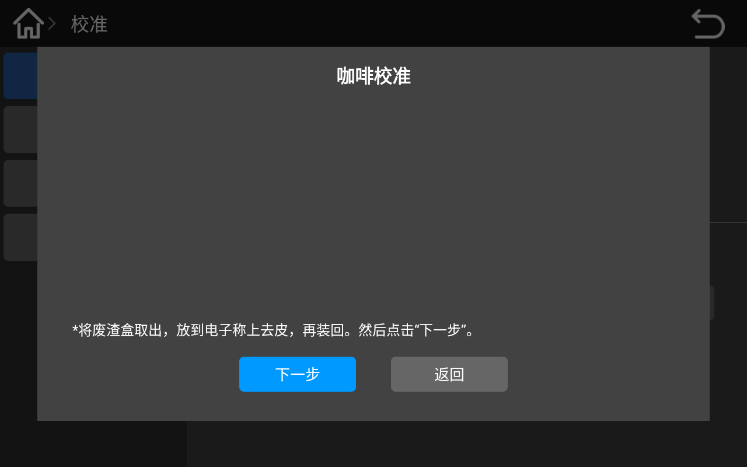 校准
咖啡校准
*将废渣盒取出，放到电子称上去皮，再装回。然后点击“下一步”。
下一步
返回